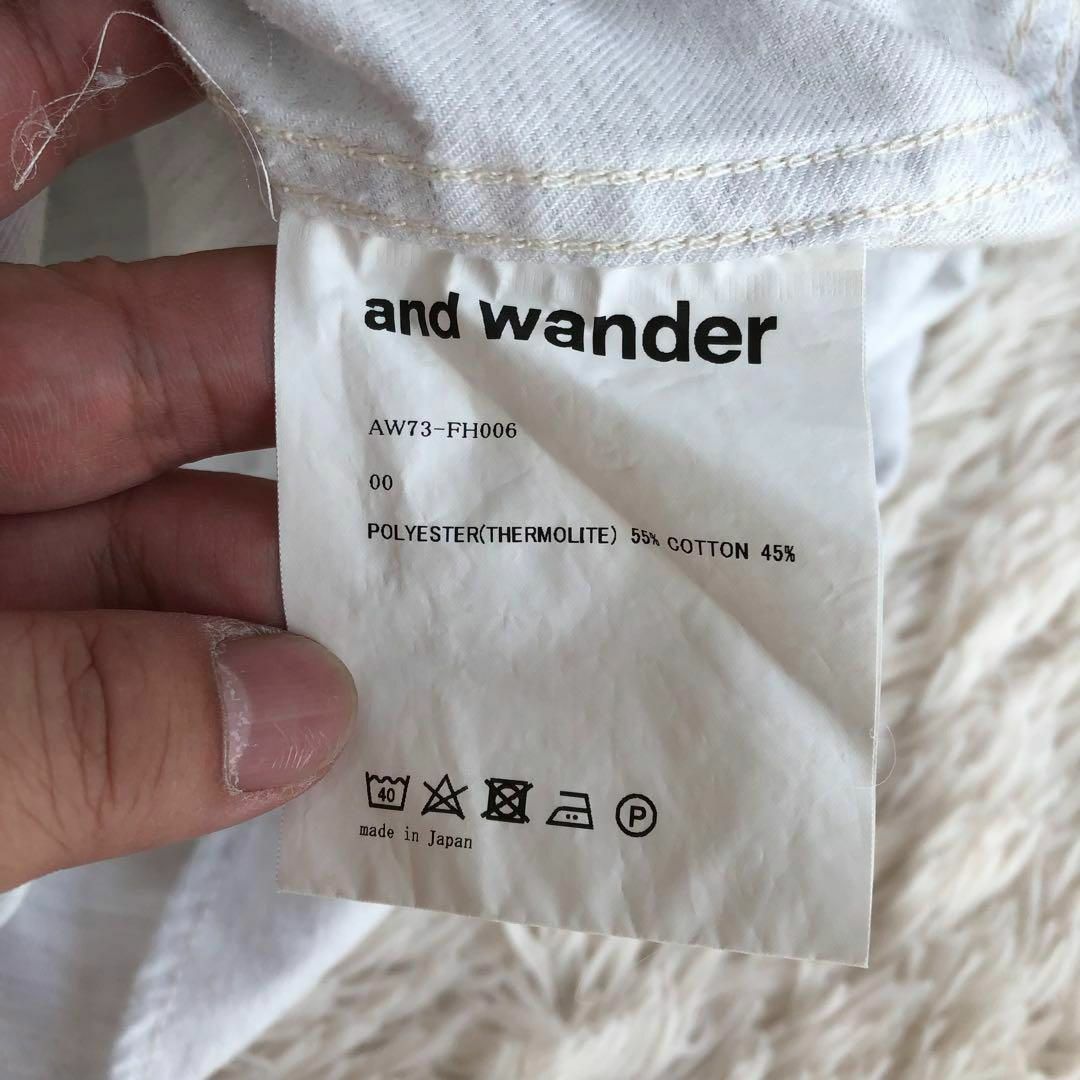 and wander
AW73-FH006
00
POLYESTER(THERMOLITE) 55% COTTON 45%
40 P
made in Japan